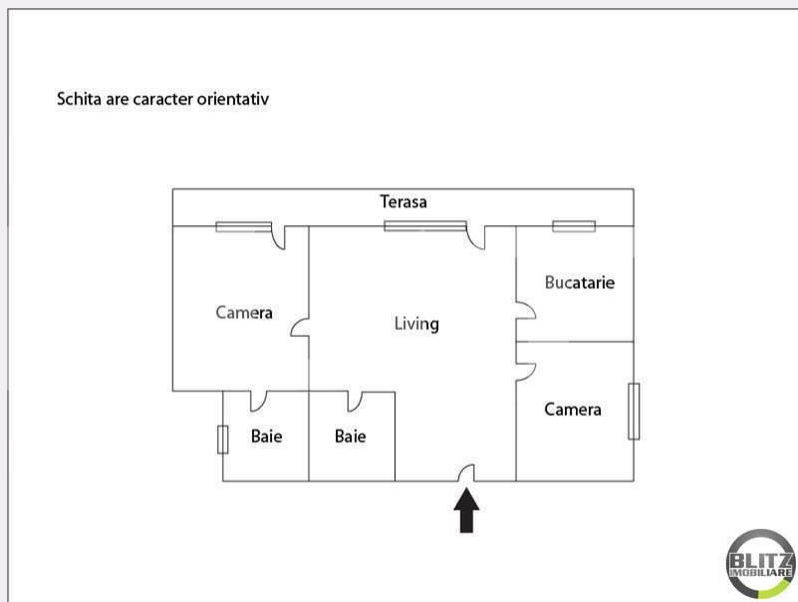 Schita are caracter orientativ
Terasa
Bucatarie
Camera
Living
Camera
Baie
Baie
BLITZ
IMOBILIARE